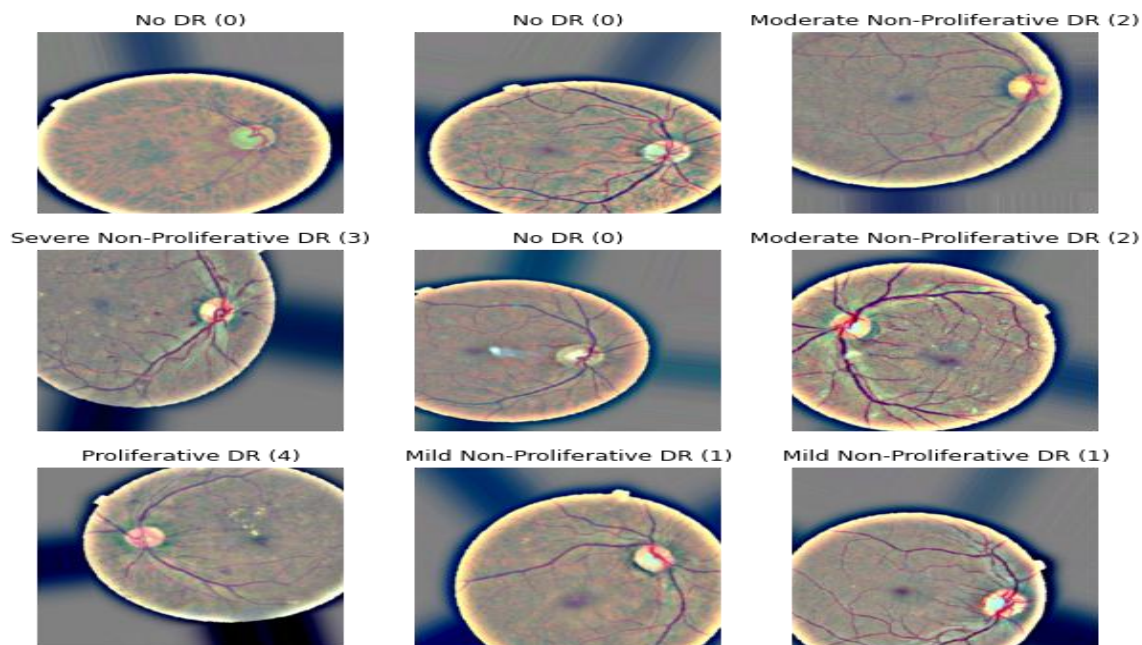 No DR (0)
No DR (0)
Moderate Non-Proliferative DR (2)
Severe Non-Proliferative DR (3)
No DR (0)
Moderate Non-Proliferative DR (2)
Proliferative DR (4)
Mild Non-Proliferative DR (1)
Mild Non-Proliferative DR (1)